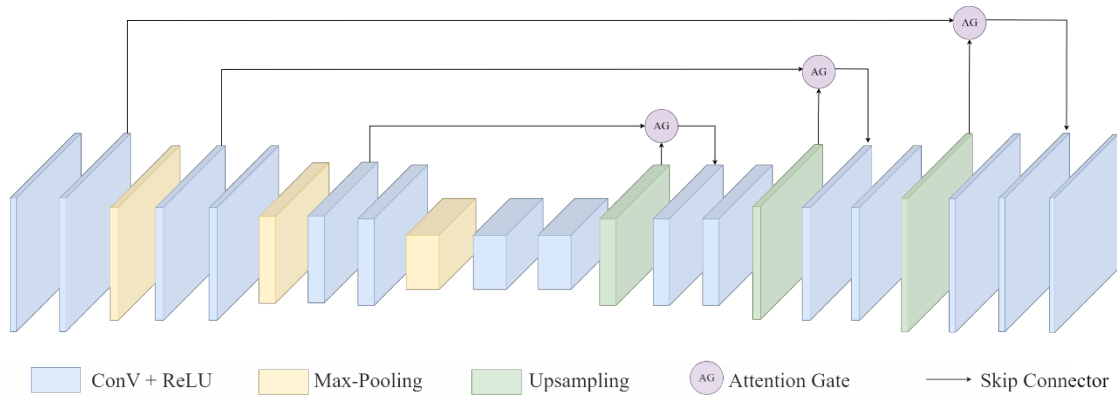 AG
AG
AG
ConV + ReLU
Max-Pooling
Upsampling
AG
Attention Gate
Skip Connector